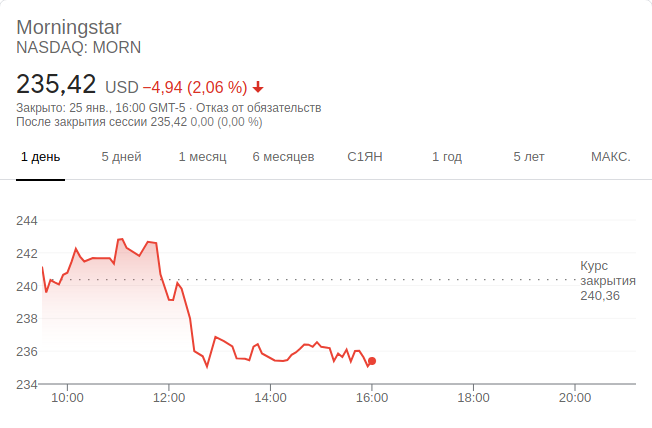 Morningstar
NASDAQ: MORN
235,42 USD −4,94 (2,06 %)
Закрыто: 25 янв., 16:00 GMT-5 · Отказ от обязательств
После закрытия сессии 235,42 0,00 (0,00 %)
1 день 5 дней 1 месяц 6 месяцев С1ЯН 1 год 5 лет МАКС.
244
242
240
238
236
234
Курс
закрытия
240,36
10:00 12:00 14:00 16:00 18:00 20:00